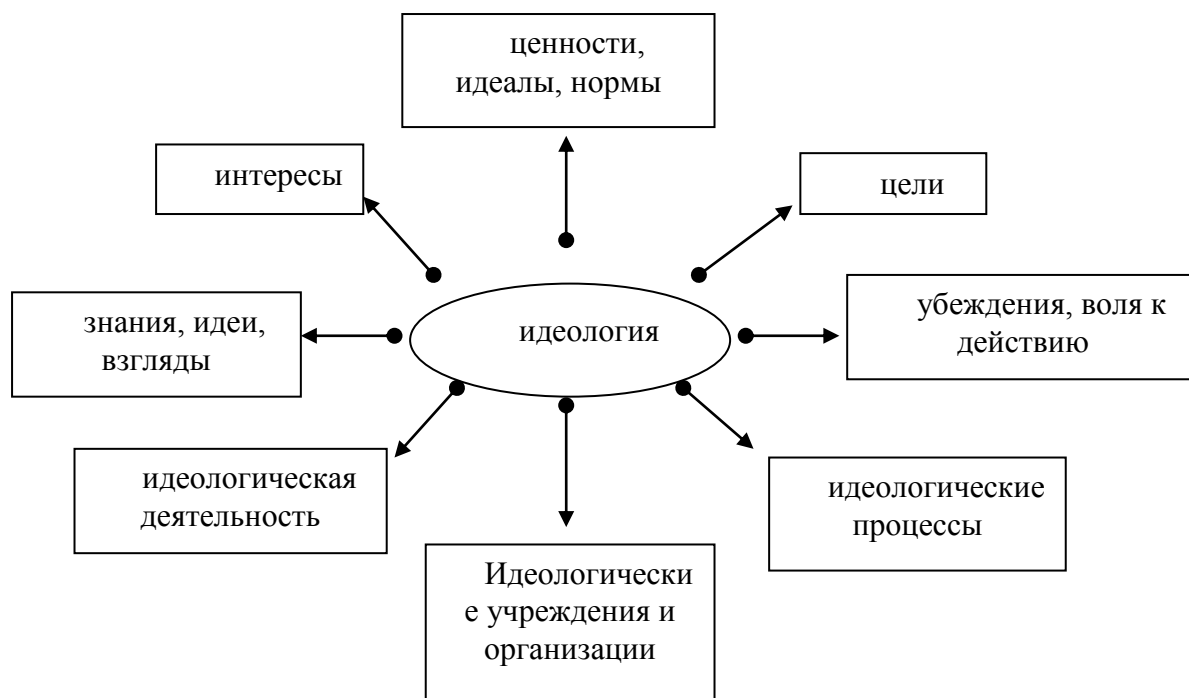 ценности,
идеалы, нормы
интересы
цели
знания, идеи,
взгляды
идеология
убеждения, воля к
действию
идеологическая
деятельность
идеологические
процессы
Идеологически
е учреждения и
организации